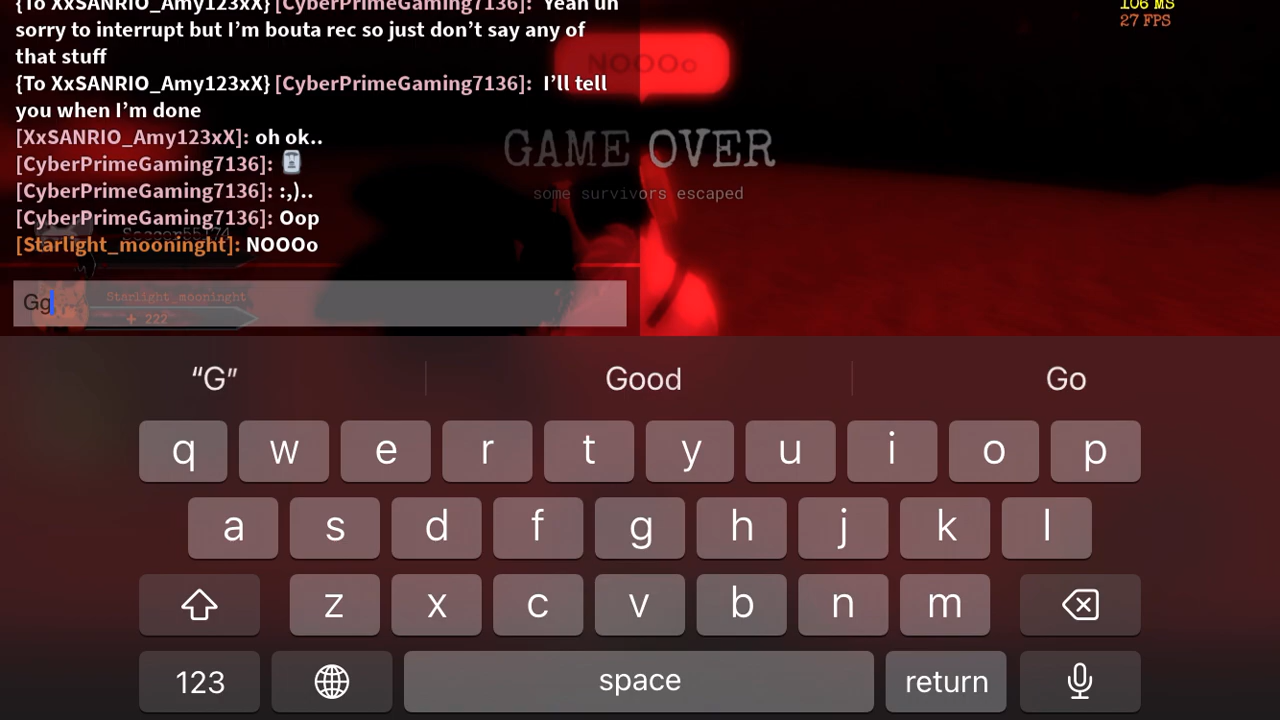 {To XxSANRIO_Amy123xX} [CyberPrimeGaming7136]: Yeah uh
sorry to interrupt but I’m bouta rec so just don’t say any of
that stuff
{To XxSANRIO_Amy123xX} [CyberPrimeGaming7136]: I’ll tell
you when I’m done
[XxSANRIO_Amy123xX]: oh ok..
[CyberPrimeGaming7136]:
[CyberPrimeGaming7136]: :,)..
[CyberPrimeGaming7136]: Oop
[Starlight_mooninght]: NOOOo
106 MS
27 FPS
NOOOo
GAME OVER
some survivors escaped
Starlight_mooninght
+ 222
Gg
“G” Good Go
q w e r t y u i o p
a s d f g h j k l
z x c v b n m
123 space return